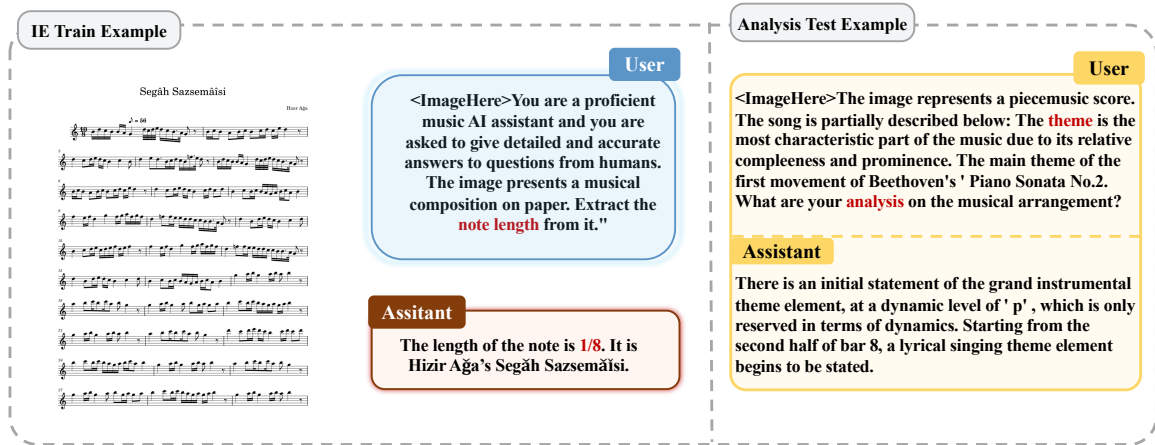 IE Train Example
Segâh Sazsemâîsi
Hızır Ağa
♪ = 56
User
<ImageHere>You are a proficient
music AI assistant and you are
asked to give detailed and accurate
answers to questions from humans.
The image presents a musical
composition on paper. Extract the
note length from it."
Assitant
The length of the note is 1/8. It is
Hizir Ağa's Segăh Sazsemăĭsi.
Analysis Test Example
User
<ImageHere>The image represents a piecemusic score.
The song is partially described below: The theme is the
most characteristic part of the music due to its relative
compleeness and prominence. The main theme of the
first movement of Beethoven's ' Piano Sonata No.2.
What are your analysis on the musical arrangement?
Assistant
There is an initial statement of the grand instrumental
theme element, at a dynamic level of ' p' , which is only
reserved in terms of dynamics. Starting from the
second half of bar 8, a lyrical singing theme element
begins to be stated.